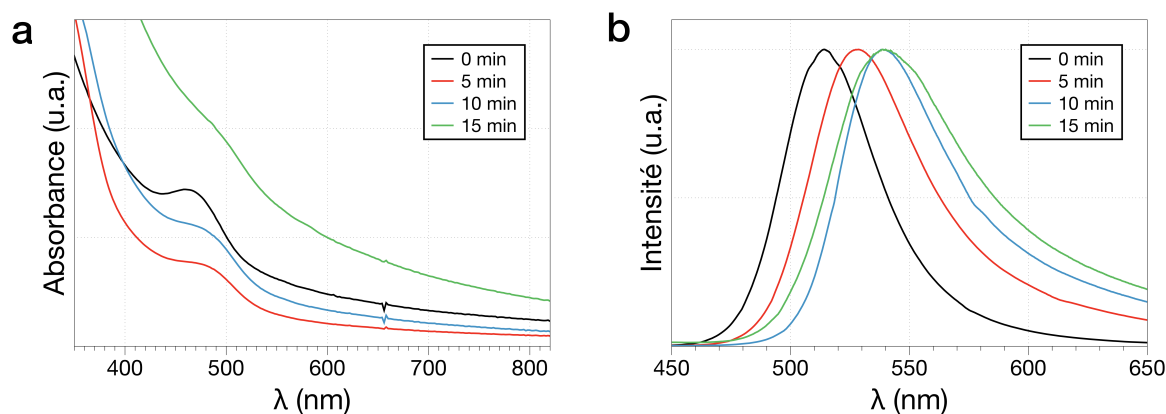 a
Absorbance (u.a.)
0 min
5 min
10 min
15 min
400 500 600 700 800
λ (nm)
b
Intensité (u.a.)
0 min
5 min
10 min
15 min
450 500 550 600 650
λ (nm)